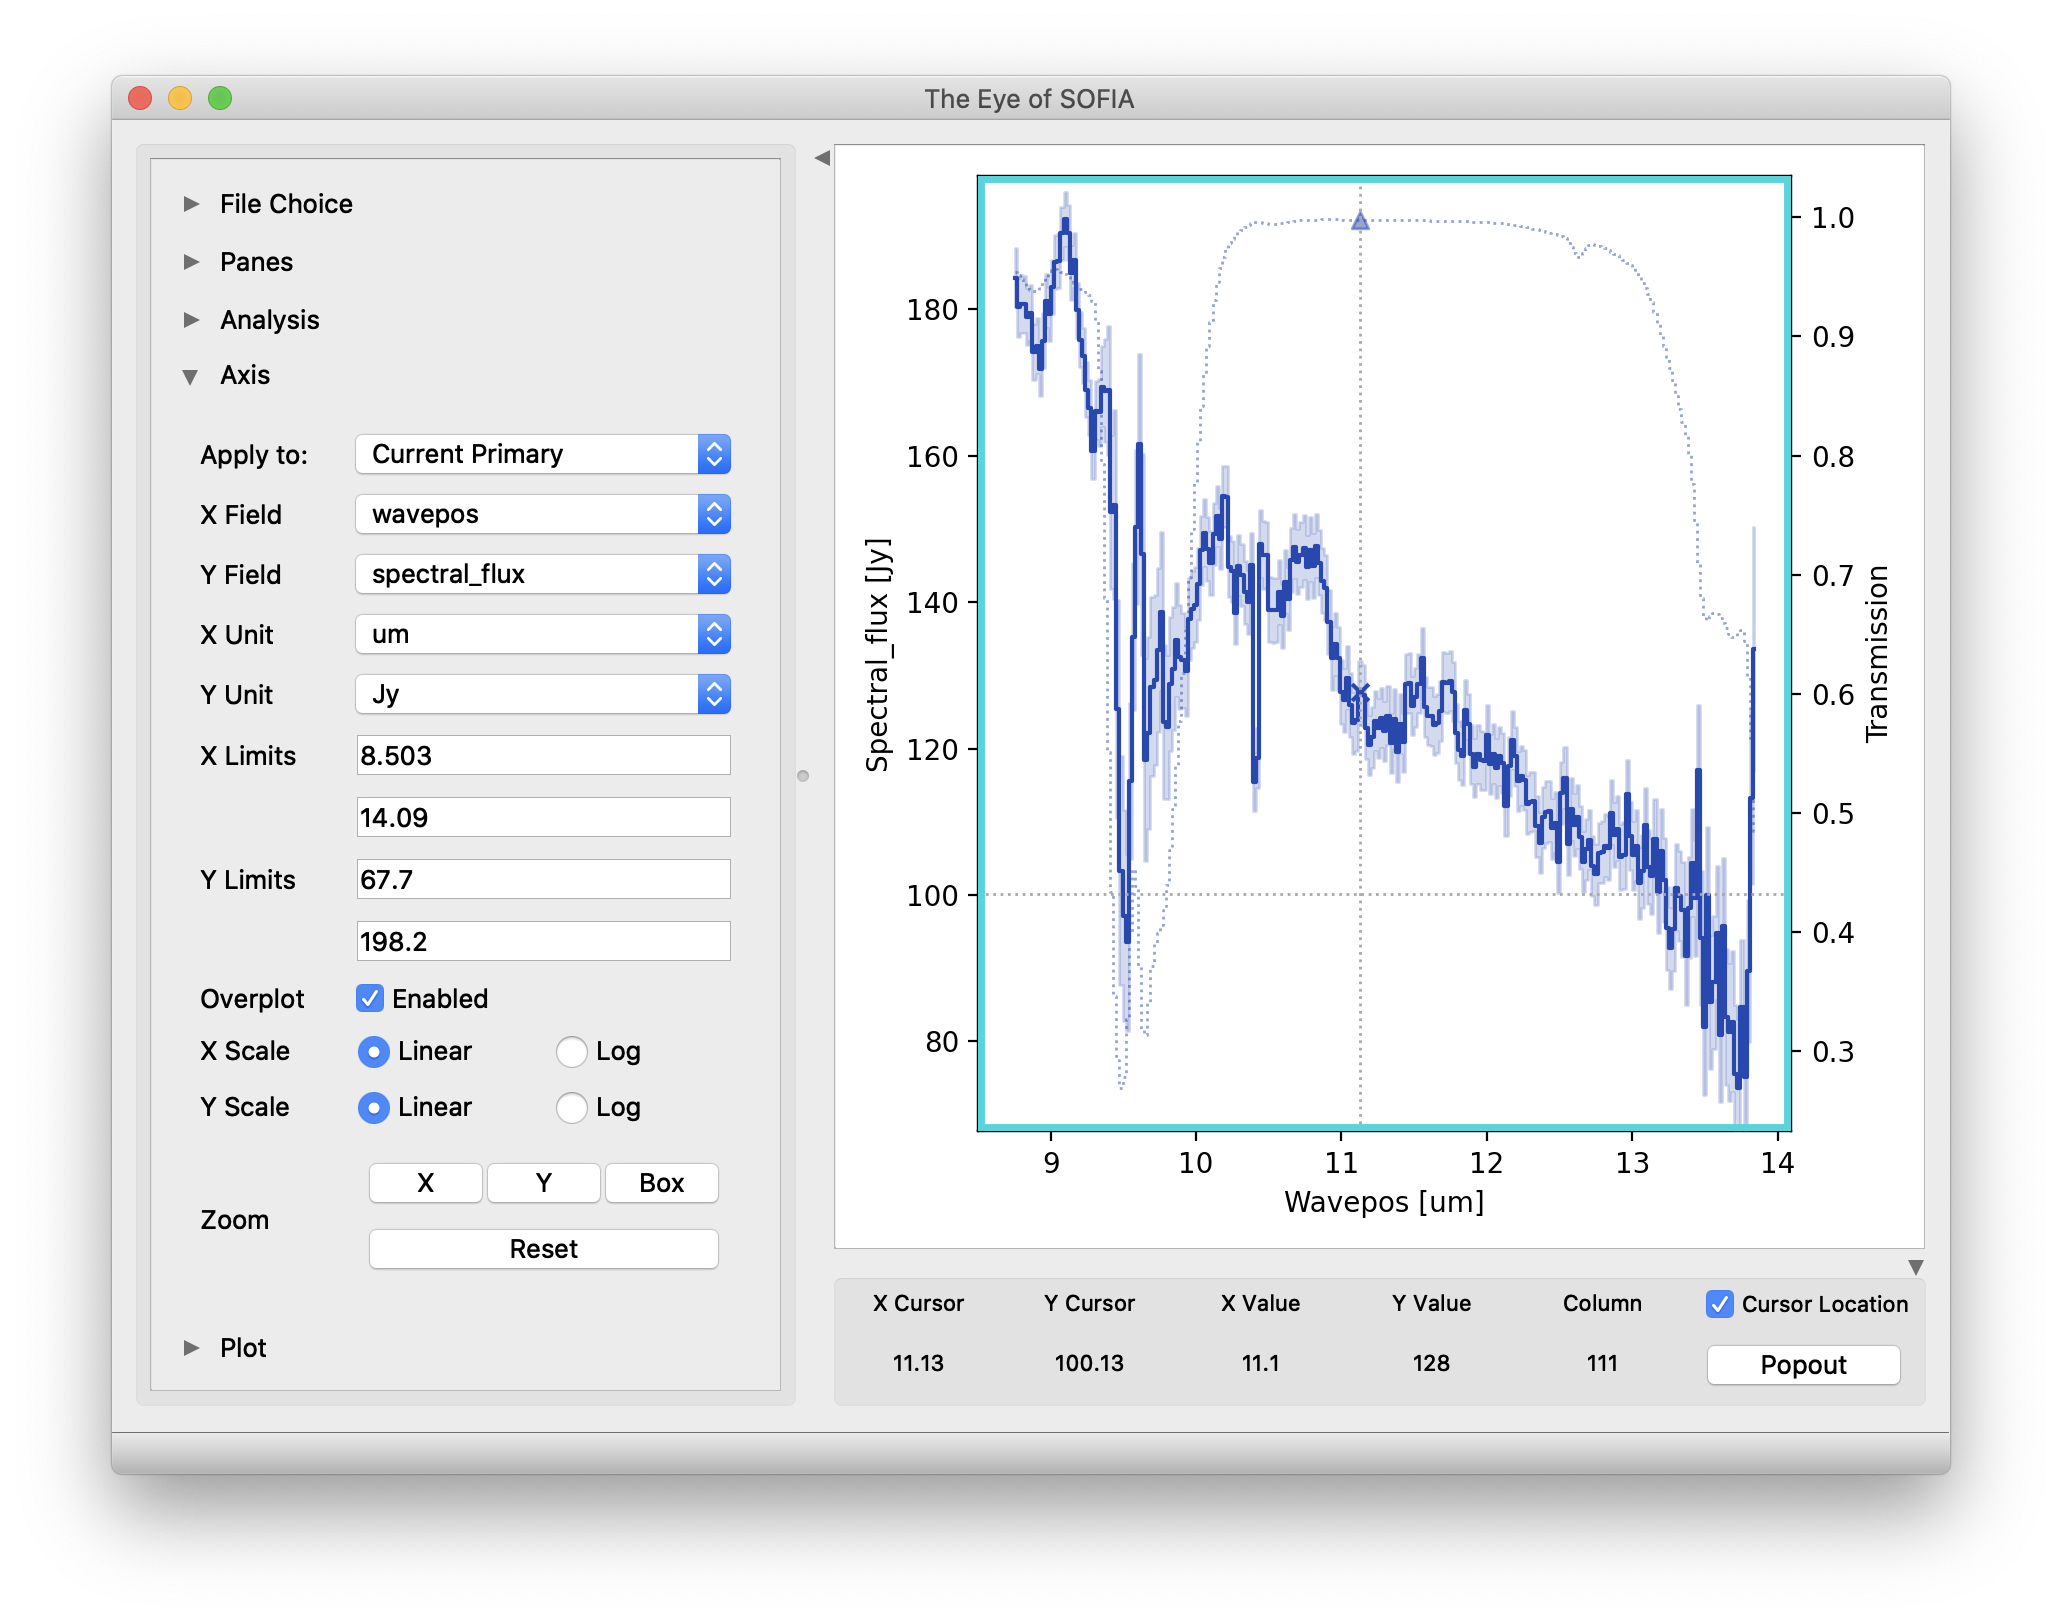 The Eye of SOFIA
File Choice
Panes
Analysis
Axis
Apply to: Current Primary
X Field wavepos
Y Field spectral_flux
X Unit um
Y Unit Jy
X Limits 8.503
14.09
Y Limits 67.7
198.2
Overplot Enabled
X Scale Linear Log
Y Scale Linear Log
Zoom X Y Box
Reset
Plot
Spectral_flux [Jy]
180
160
140
120
100
80
1.0
0.9
0.8
0.7
0.6
0.5
0.4
0.3
Transmission
9 10 11 12 13 14
Wavepos [um]
X Cursor Y Cursor X Value Y Value Column Cursor Location
11.13 100.13 11.1 128 111 Popout